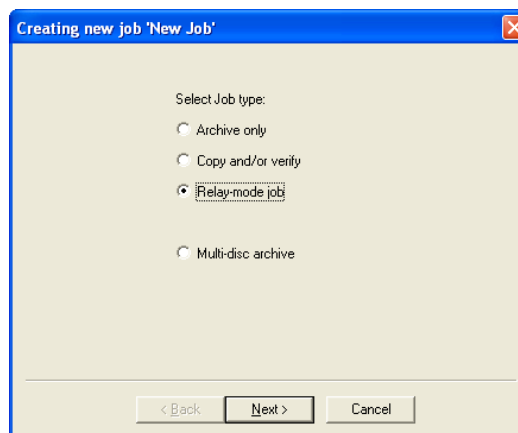 Creating new job 'New Job'
Select Job type:
Archive only
Copy and/or verify
Relay-mode job
Multi-disc archive
< Back Next > Cancel